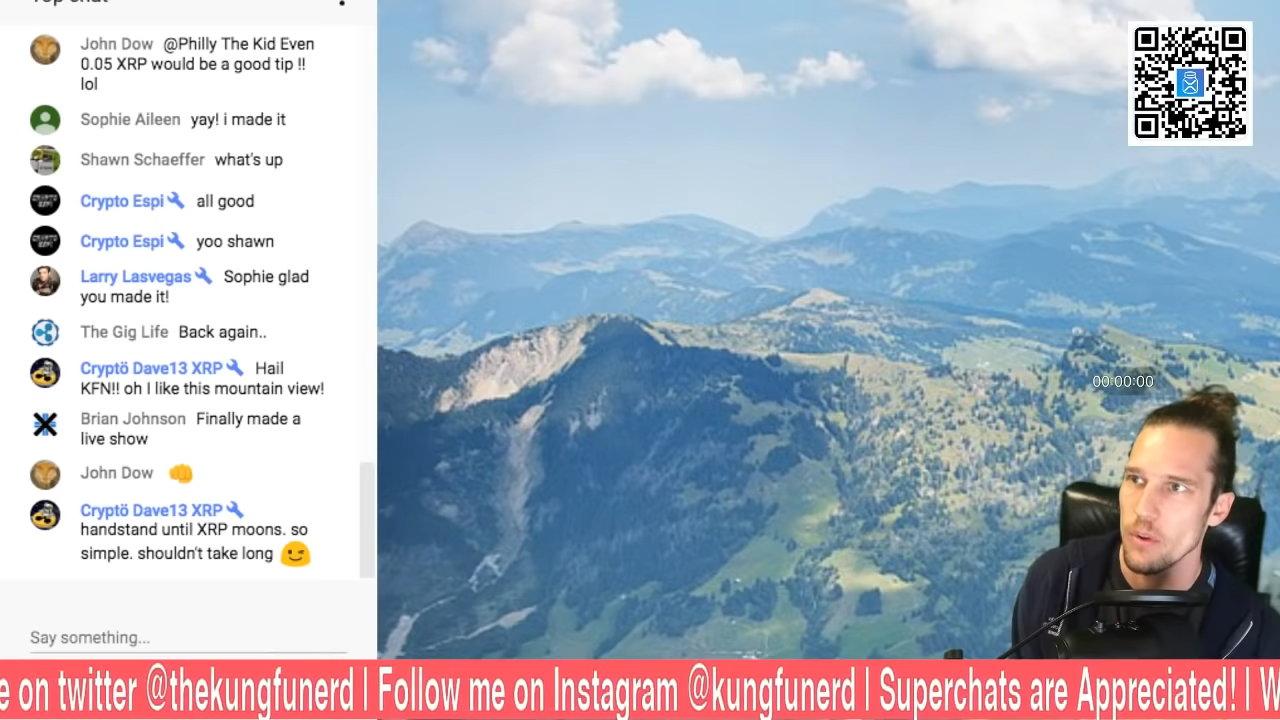 Top chat
John Dow @Philly The Kid Even
0.05 XRP would be a good tip !!
lol
Sophie Aileen yay! i made it
Shawn Schaeffer what's up
Crypto Espi all good
Crypto Espi yoo shawn
Larry Lasvegas Sophie glad
you made it!
The Gig Life Back again..
Cryptö Dave13 XRP Hail
KFN!! oh I like this mountain view!
Brian Johnson Finally made a
live show
John Dow 👊
Cryptö Dave13 XRP
handstand until XRP moons. so
simple. shouldn't take long 😉
Say something...
00:00:00
e on twitter @thekungfunerd | Follow me on Instagram @kungfunerd | Superchats are Appreciated! | W